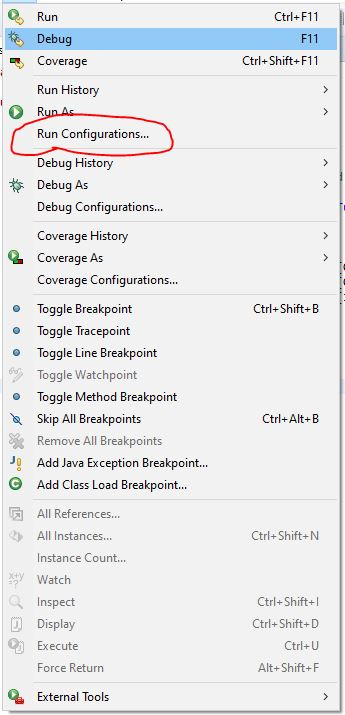 Run Ctrl+F11
Debug F11
Coverage Ctrl+Shift+F11
Run History
Run As
Run Configurations...
Debug History
Debug As
Debug Configurations...
Coverage History
Coverage As
Coverage Configurations...
Toggle Breakpoint Ctrl+Shift+B
Toggle Tracepoint
Toggle Line Breakpoint
Toggle Watchpoint
Toggle Method Breakpoint
Skip All Breakpoints Ctrl+Alt+B
Remove All Breakpoints
Add Java Exception Breakpoint...
Add Class Load Breakpoint...
All References...
All Instances... Ctrl+Shift+N
Instance Count...
Watch
Inspect Ctrl+Shift+I
Display Ctrl+Shift+D
Execute Ctrl+U
Force Return Alt+Shift+F
External Tools